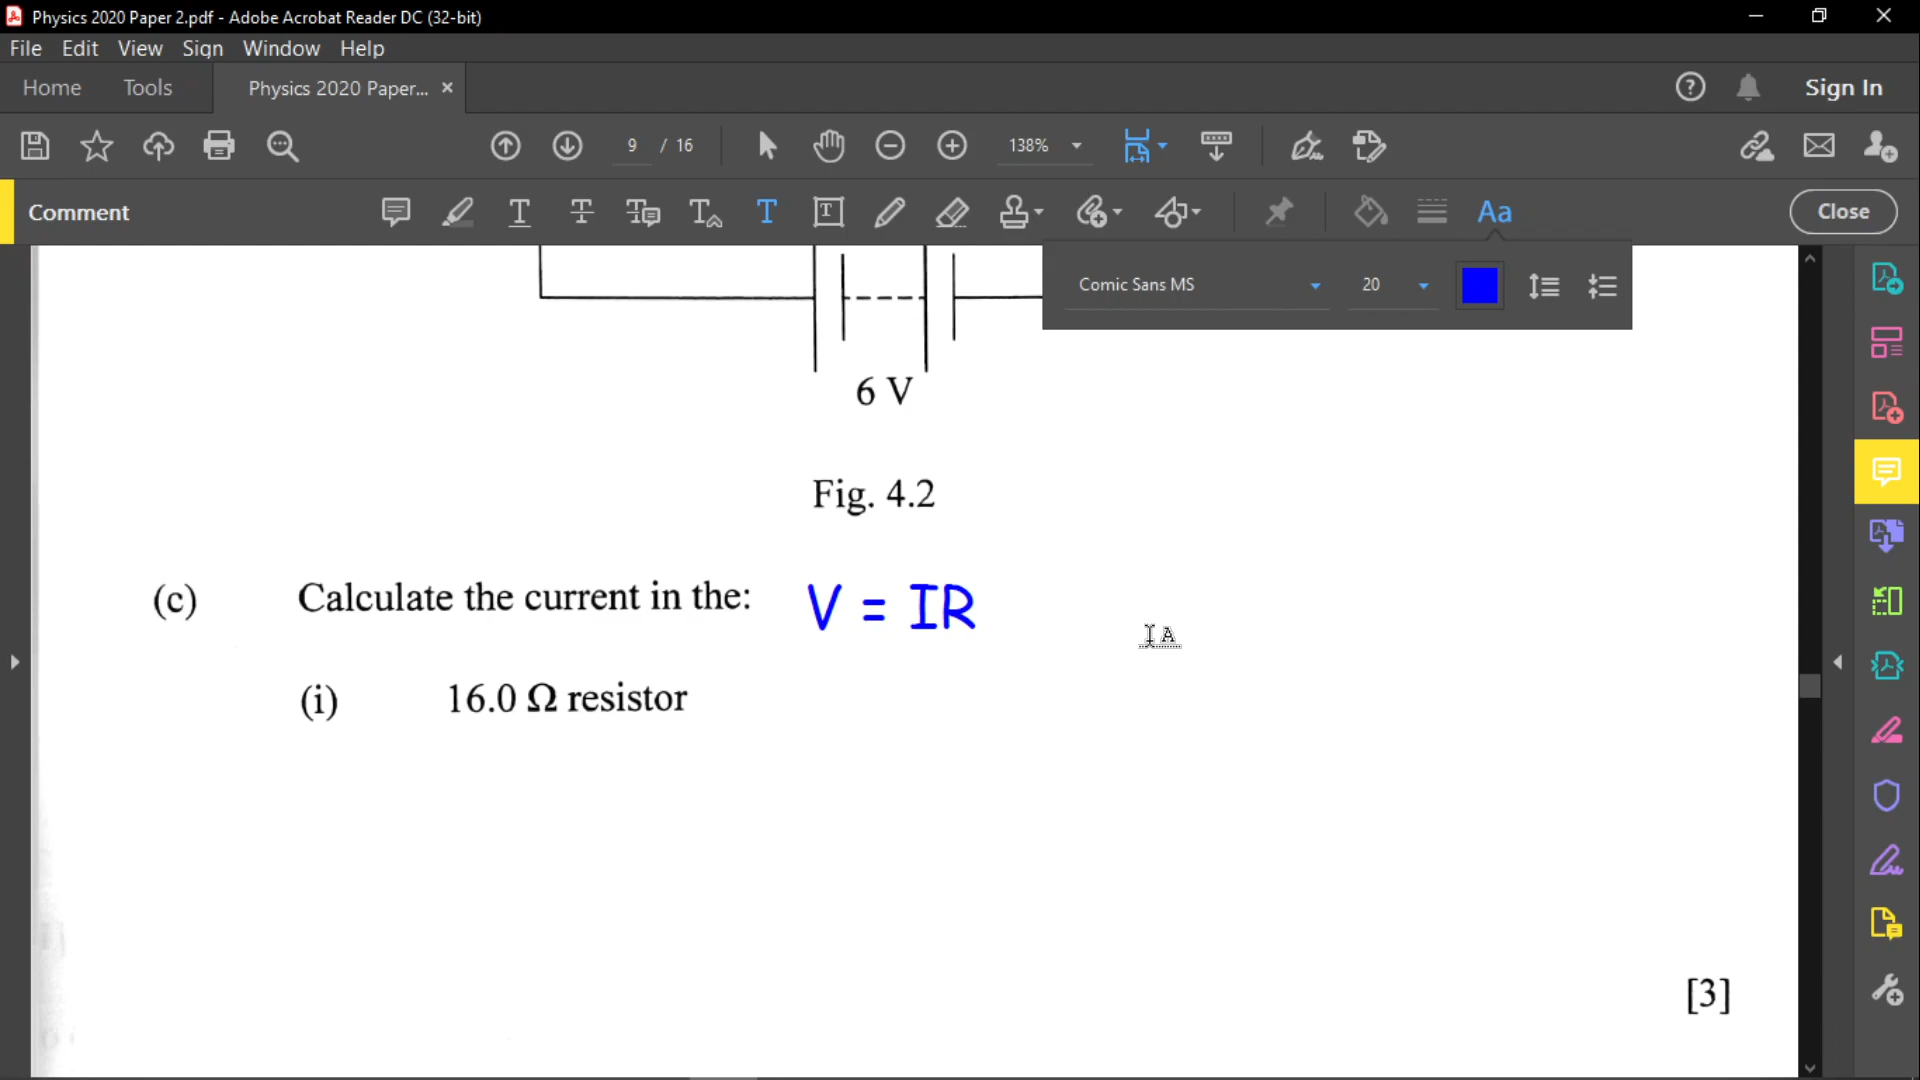 Physics 2020 Paper 2.pdf - Adobe Acrobat Reader DC (32-bit)
File Edit View Sign Window Help
Home Tools Physics 2020 Paper... × Sign In
9 / 16 138%
Comment Close
Comic Sans MS 20
6 V
Fig. 4.2
(c) Calculate the current in the: V = IR
(i) 16.0 Ω resistor
[3]